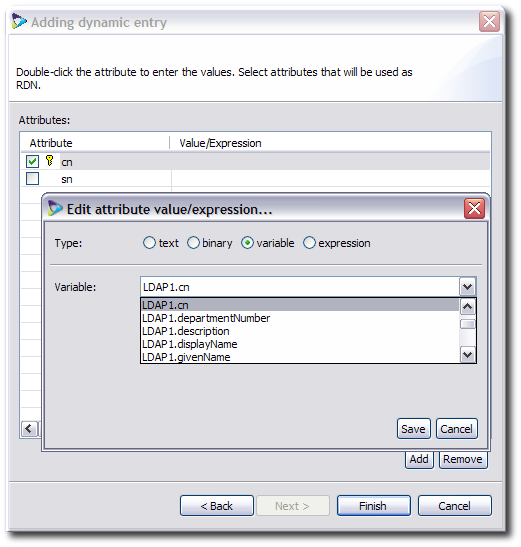 Adding dynamic entry
Double-click the attribute to enter the values. Select attributes that will be used as
RDN.
Attributes:
Attribute Value/Expression
cn
sn
Edit attribute value/expression...
Type: text binary variable expression
Variable: LDAP1.cn
LDAP1.cn
LDAP1.departmentNumber
LDAP1.description
LDAP1.displayName
LDAP1.givenName
Save Cancel
Add Remove
< Back Next > Finish Cancel